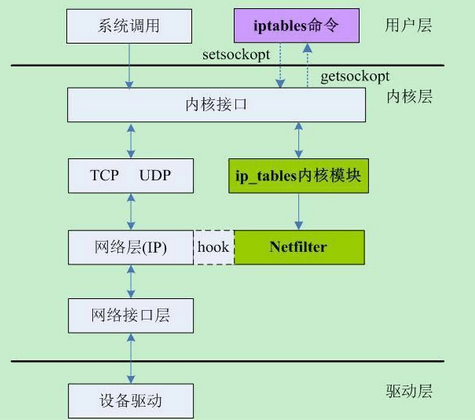 系统调用
iptables命令
用户层
setsockopt
getsockopt
内核层
内核接口
TCP UDP
ip_tables内核模块
网络层(IP)
hook
Netfilter
网络接口层
设备驱动
驱动层